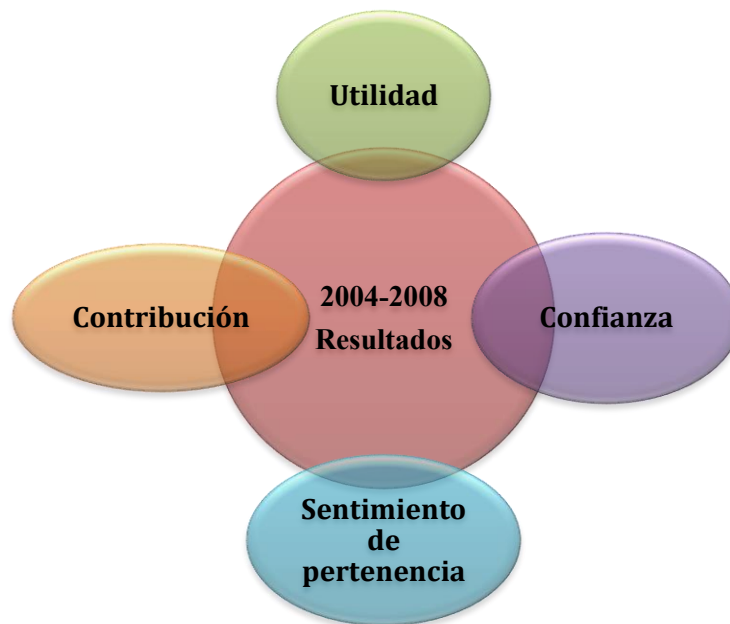 Utilidad
2004-2008
Resultados
Contribución
Confianza
Sentimiento
de
pertenencia